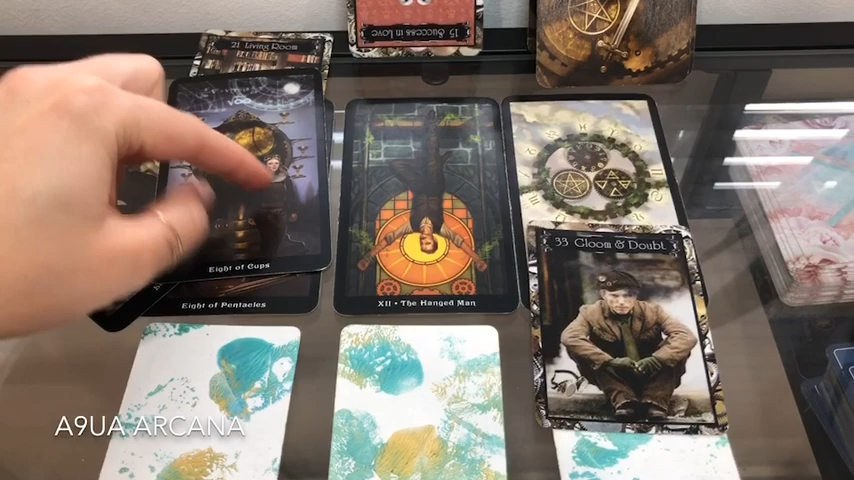 15 Success in Love
21 Living Room
Eight of Cups
Eight of Pentacles
XII • The Hanged Man
33 Gloom & Doubt
A9UA ARCANA